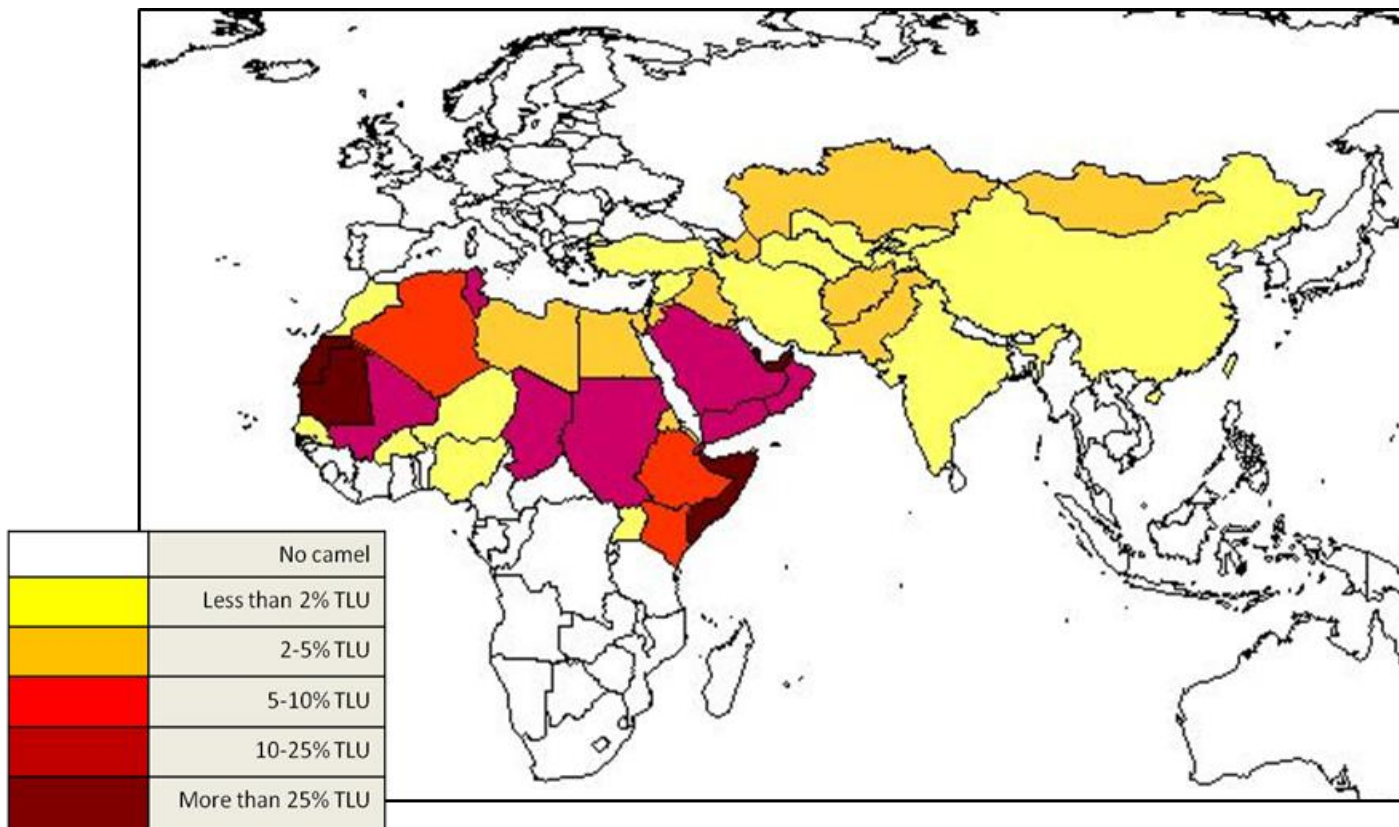 No camel
Less than 2% TLU
2-5% TLU
5-10% TLU
10-25% TLU
More than 25% TLU